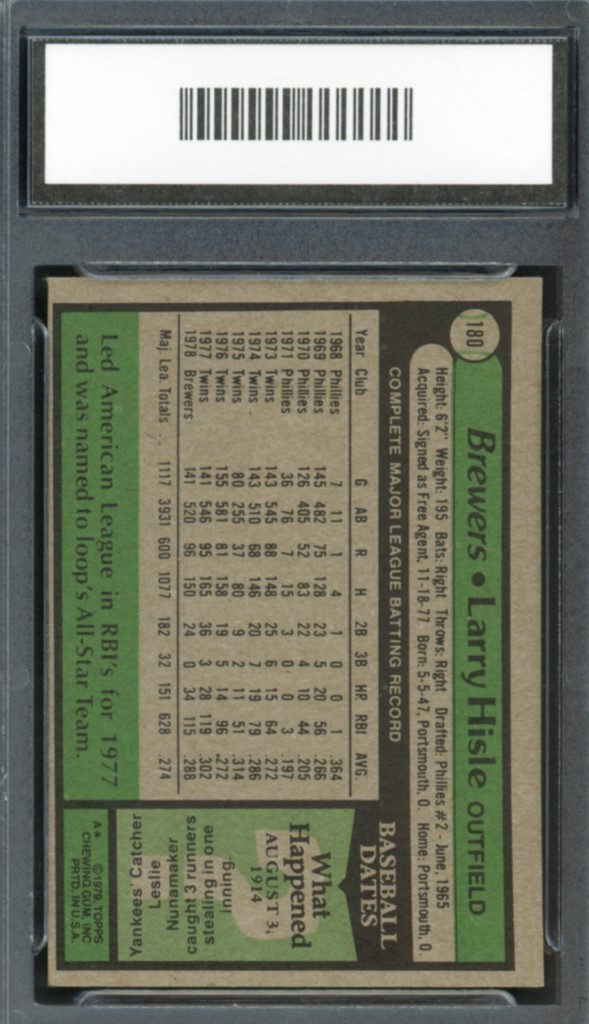 180
Brewers • Larry Hisle OUTFIELD
Height: 6'2" Weight: 195 Bats: Right Throws: Right Drafted: Phillies #2 - June, 1965
Acquired: Signed as Free Agent, 11-18-77 Born: 5-5-47, Portsmouth, O. Home: Portsmouth, O.
COMPLETE MAJOR LEAGUE BATTING RECORD
Year Club G AB R H 2B 3B HR RBI AVG.
1968 Phillies 7 11 1 4 1 0 0 1 .364
1969 Phillies 145 482 75 128 23 5 20 56 .266
1970 Phillies 126 405 52 83 22 4 10 44 .205
1971 Phillies 36 76 7 15 3 0 0 3 .197
1973 Twins 143 545 88 148 25 6 15 64 .272
1974 Twins 143 510 68 146 20 7 19 79 .286
1975 Twins 80 255 37 80 9 2 11 51 .314
1976 Twins 155 581 81 158 19 5 14 96 .272
1977 Twins 141 546 95 165 36 3 28 119 .302
1978 Brewers 141 520 96 150 24 0 34 115 .288
Maj. Lea. Totals 1117 3931 600 1077 182 32 151 628 .274
Led American League in RBI's for 1977
and was named to loop's All-Star Team.
BASEBALL
DATES
What
Happened
AUGUST 3,
1914
Yankees' Catcher
Leslie
Nunnamaker
caught 3 runners
stealing in one
inning.
A* ©1979, TOPPS
CHEWING GUM, INC.
PRTD. IN U.S.A.